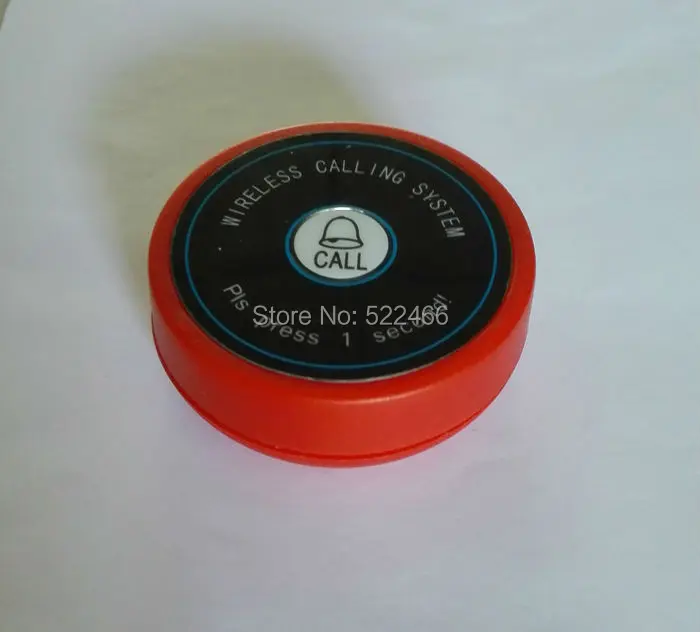 WIRELESS CALLING SYSTEM
CALL
Pls press 1 second!
Store No: 522466